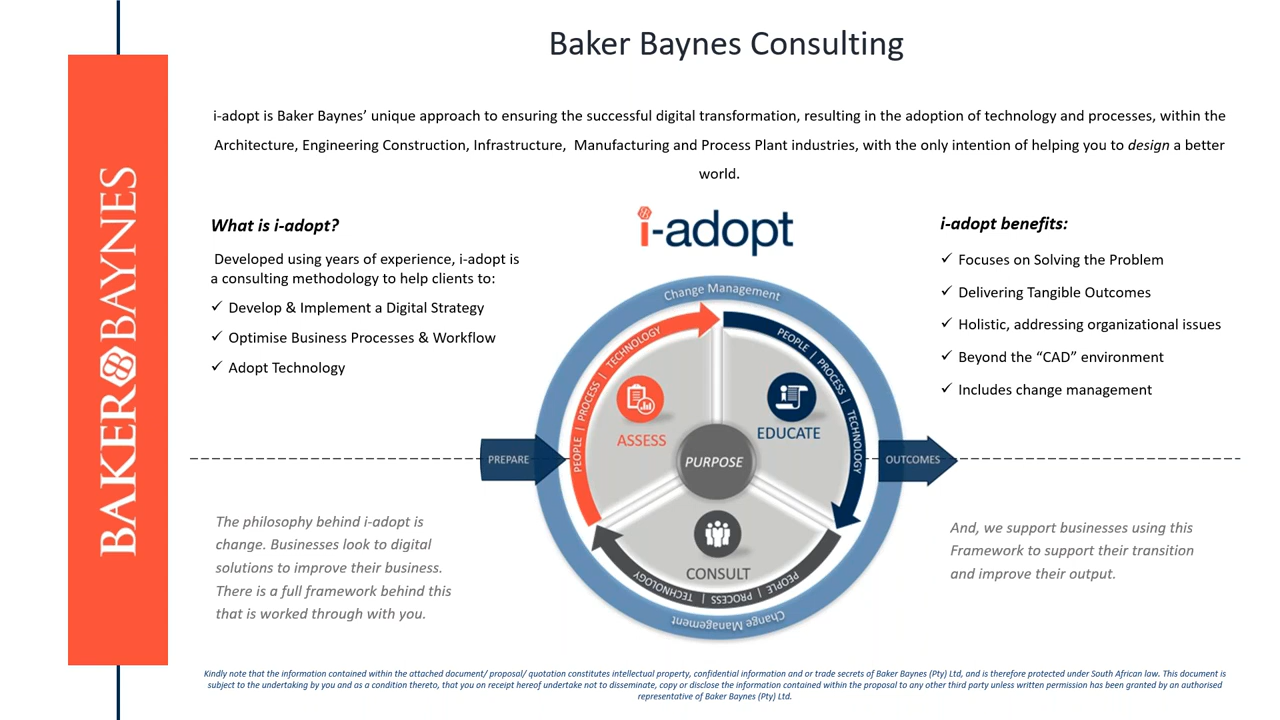 Baker Baynes Consulting
i-adopt is Baker Baynes’ unique approach to ensuring the successful digital transformation, resulting in the adoption of technology and processes, within the
Architecture, Engineering Construction, Infrastructure, Manufacturing and Process Plant industries, with the only intention of helping you to design a better
world.
BAKER BAYNES
What is i-adopt?
Developed using years of experience, i-adopt is
a consulting methodology to help clients to:
✓ Develop & Implement a Digital Strategy
✓ Optimise Business Processes & Workflow
✓ Adopt Technology
i-adopt
Change Management
PEOPLE | PROCESS | TECHNOLOGY
PEOPLE | PROCESS | TECHNOLOGY
ASSESS
EDUCATE
PREPARE
PURPOSE
OUTCOMES
CONSULT
PEOPLE | PROCESS | TECHNOLOGY
Change Management
i-adopt benefits:
✓ Focuses on Solving the Problem
✓ Delivering Tangible Outcomes
✓ Holistic, addressing organizational issues
✓ Beyond the “CAD” environment
✓ Includes change management
The philosophy behind i-adopt is
change. Businesses look to digital
solutions to improve their business.
There is a full framework behind this
that is worked through with you.
And, we support businesses using this
Framework to support their transition
and improve their output.
Kindly note that the information contained within the attached document/ proposal/ quotation constitutes intellectual property, confidential information and or trade secrets of Baker Baynes (Pty) Ltd, and is therefore protected under South African law. This document is
subject to the undertaking by you and as a condition thereto, that you on receipt hereof undertake not to disseminate, copy or disclose the information contained within the proposal to any other third party unless written permission has been granted by an authorised
representative of Baker Baynes (Pty) Ltd.